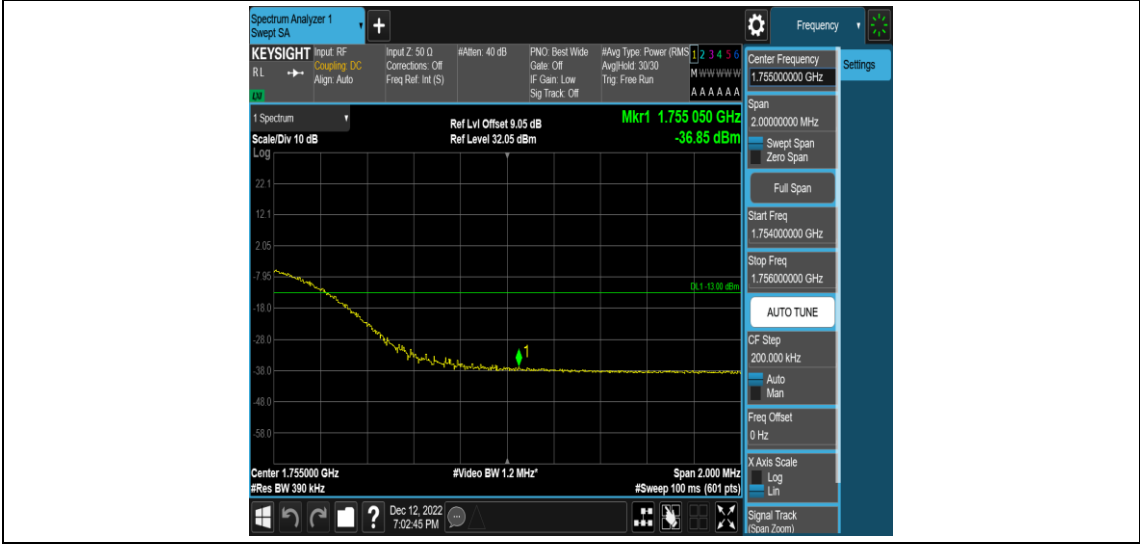 Spectrum Analyzer 1
Swept SA
+
Frequency
KEYSIGHT
RL
Input: RF
Coupling: DC
Align: Auto
Input Z: 50 Ω
Corrections: Off
Freq Ref: Int (S)
#Atten: 40 dB
PNO: Best Wide
Gate: Off
IF Gain: Low
Sig Track: Off
#Avg Type: Power (RMS
Avg|Hold: 30/30
Trig: Free Run
1 2 3 4 5 6
M W W W W W
A A A A A A
1 Spectrum
Scale/Div 10 dB
Log
Ref Lvl Offset 9.05 dB
Ref Level 32.05 dBm
Mkr1 1.755 050 GHz
-36.85 dBm
22.1
12.1
2.05
-7.95
-18.0
-28.0
-38.0
-48.0
-58.0
DL1 -13.00 dBm
1
Center 1.755000 GHz
#Res BW 390 kHz
#Video BW 1.2 MHz*
Span 2.000 MHz
#Sweep 100 ms (601 pts)
Center Frequency
1.755000000 GHz
Settings
Span
2.00000000 MHz
Swept Span
Zero Span
Full Span
Start Freq
1.754000000 GHz
Stop Freq
1.756000000 GHz
AUTO TUNE
CF Step
200.000 kHz
Auto
Man
Freq Offset
0 Hz
X Axis Scale
Log
Lin
Signal Track
(Span Zoom)
?
Dec 12, 2022
7:02:45 PM